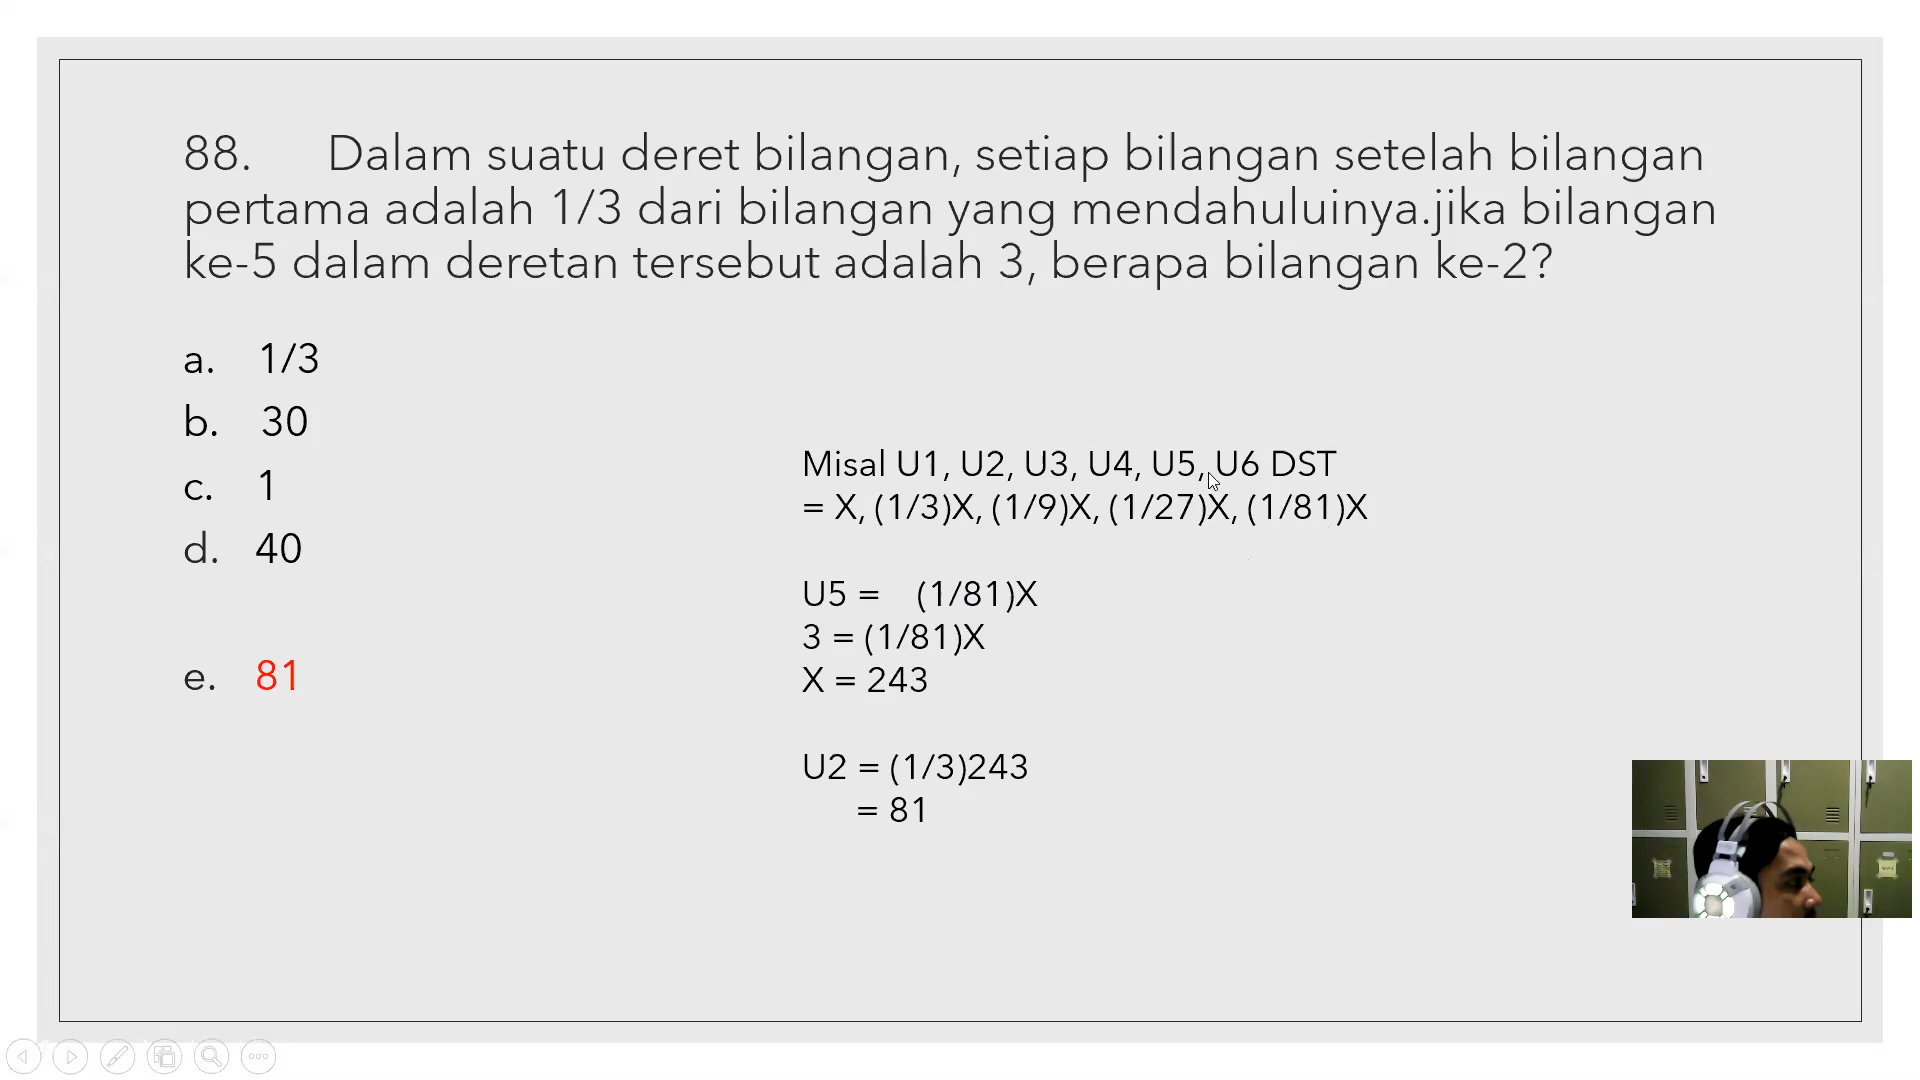 88. Dalam suatu deret bilangan, setiap bilangan setelah bilangan
pertama adalah 1/3 dari bilangan yang mendahuluinya.jika bilangan
ke-5 dalam deretan tersebut adalah 3, berapa bilangan ke-2?
a. 1/3
b. 30
c. 1
d. 40
e. 81
Misal U1, U2, U3, U4, U5, U6 DST
= X, (1/3)X, (1/9)X, (1/27)X, (1/81)X
U5 = (1/81)X
3 = (1/81)X
X = 243
U2 = (1/3)243
= 81